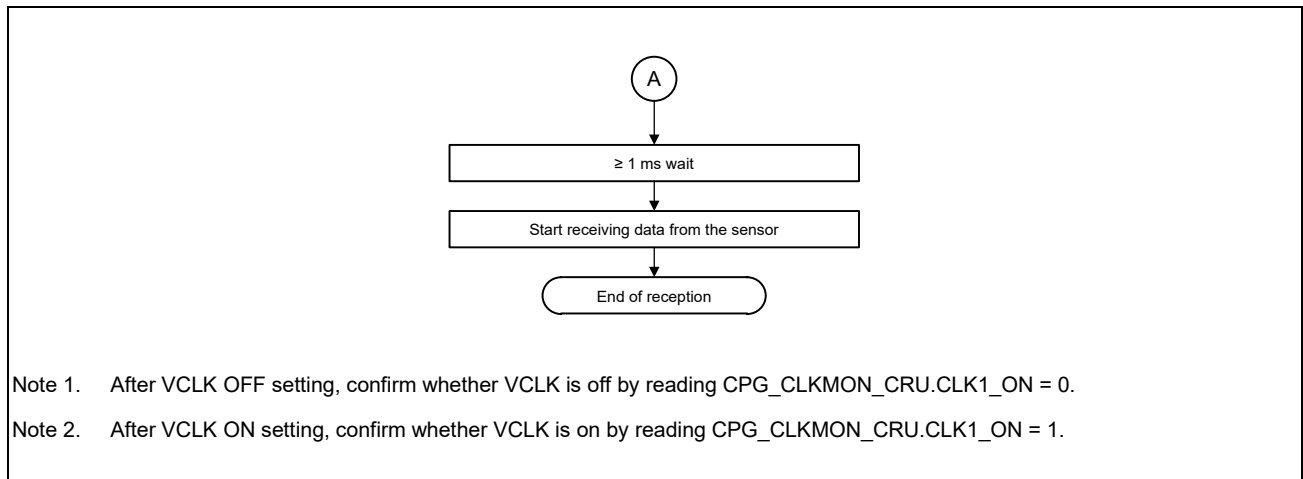 A
≥ 1 ms wait
Start receiving data from the sensor
End of reception
Note 1. After VCLK OFF setting, confirm whether VCLK is off by reading CPG_CLKMON_CRU.CLK1_ON = 0.
Note 2. After VCLK ON setting, confirm whether VCLK is on by reading CPG_CLKMON_CRU.CLK1_ON = 1.